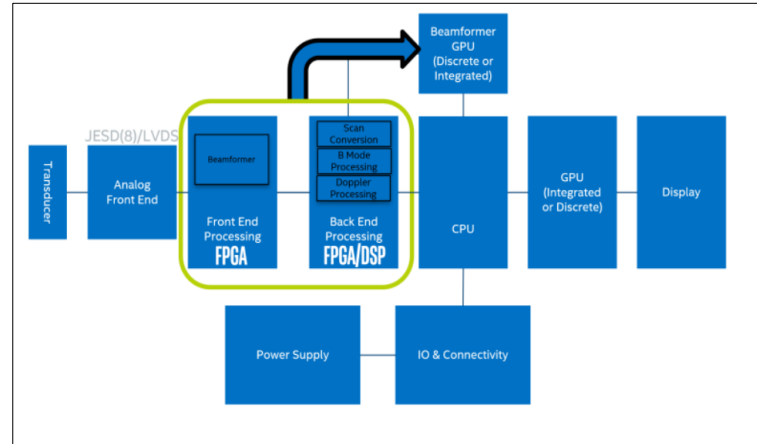 Beamformer
GPU
(Discrete or
Integrated)
JESD(8)/LVDS
Transducer
Analog
Front End
Beamformer
Front End
Processing
FPGA
Scan
Conversion
B Mode
Processing
Doppler
Processing
Back End
Processing
FPGA/DSP
CPU
GPU
(Integrated
or Discrete)
Display
Power Supply
IO & Connectivity